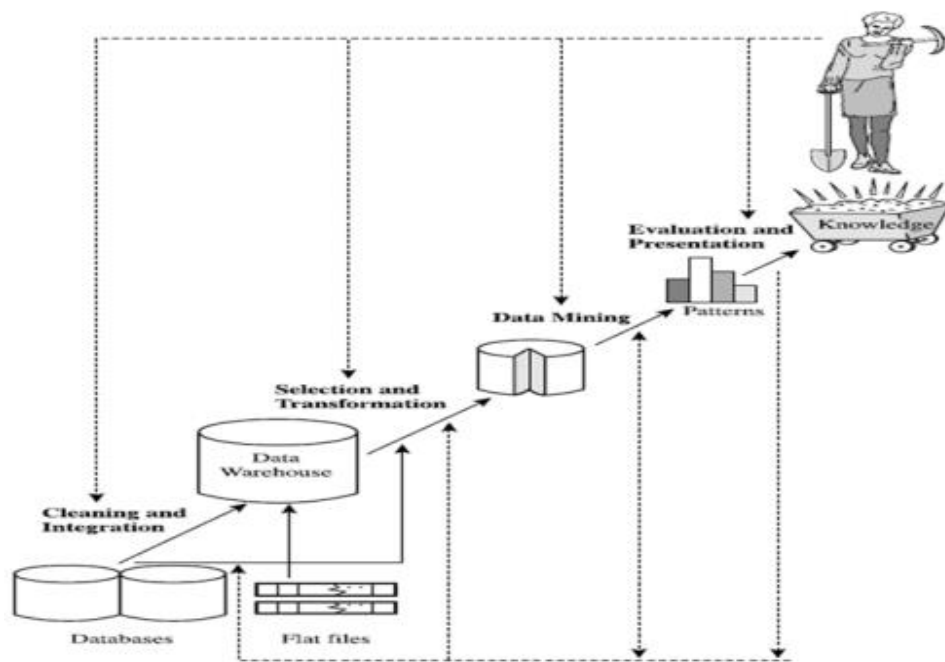 Evaluation and
Presentation
Knowledge
Patterns
Data Mining
Selection and
Transformation
Data
Warehouse
Cleaning and
Integration
Databases
Flat files